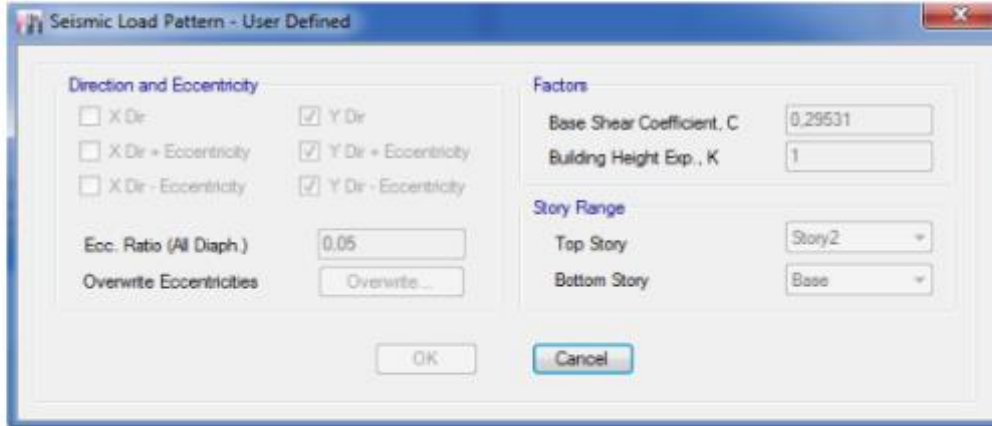 Seismic Load Pattern - User Defined
Direction and Eccentricity
X Dir
Y Dir
X Dir + Eccentricity
Y Dir + Eccentricity
X Dir - Eccentricity
Y Dir - Eccentricity
Ecc. Ratio (All Diaph.)
0.05
Overwrite Eccentricities
Overwrite...
Factors
Base Shear Coefficient, C
0,29531
Building Height Exp., K
1
Story Range
Top Story
Story2
Bottom Story
Base
OK
Cancel